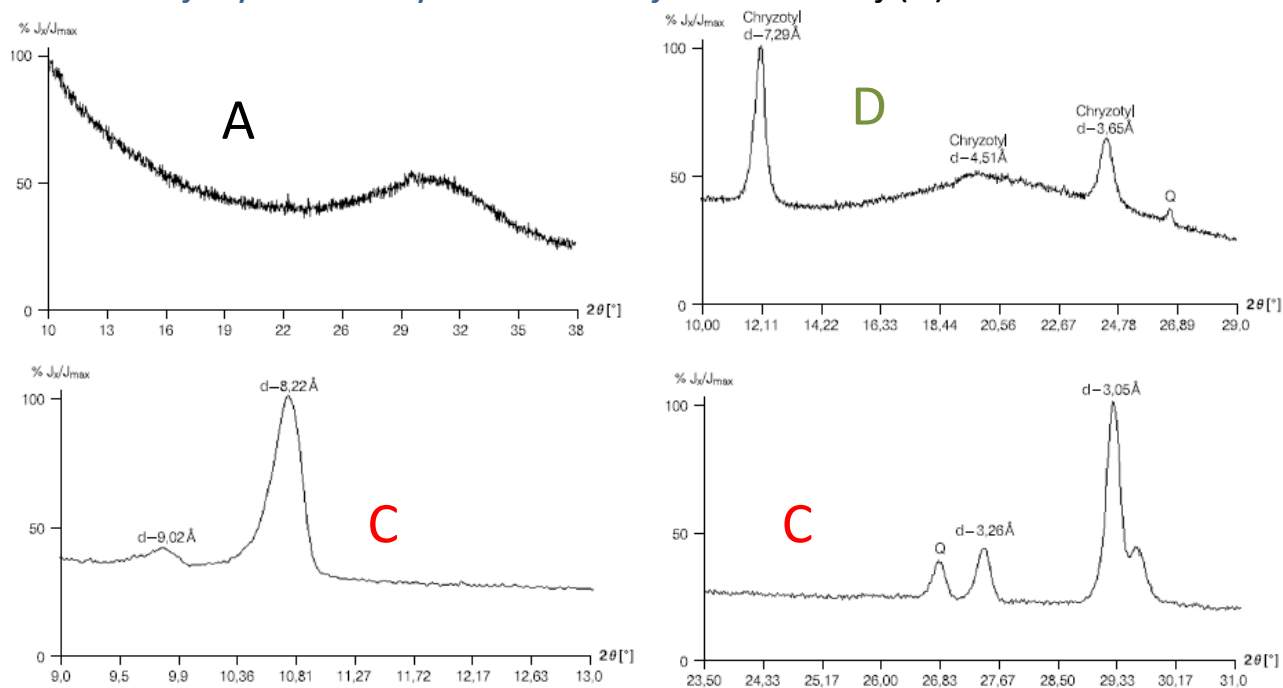 % Jx/Jmax
100
50
0
10 13 16 19 22 26 29 32 35 38
2θ[°]
A
% Jx/Jmax
100
50
0
Chryzotyl
d–7,29Å
D
Chryzotyl
d–4,51Å
Chryzotyl
d–3,65Å
Q
10,00 12,11 14,22 16,33 18,44 20,56 22,67 24,78 26,89 29,0
2θ[°]
% Jx/Jmax
100
50
0
d–9,02Å
d–8,22Å
C
9,0 9,5 9,9 10,36 10,81 11,27 11,72 12,17 12,63 13,0
2θ[°]
% Jx/Jmax
100
50
0
C
Q
d–3,26Å
d–3,05Å
23,50 24,33 25,17 26,00 26,83 27,67 28,50 29,33 30,17 31,0
2θ[°]